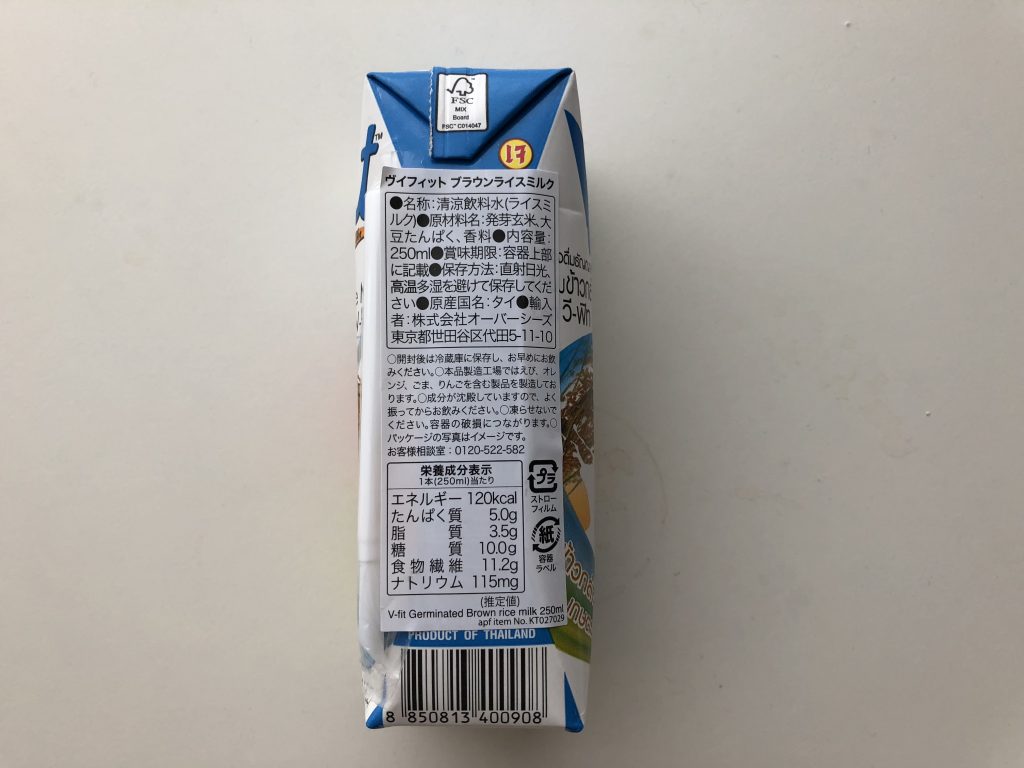 FSC
MIX
Board
FSC™ C014047
17
t™
ヴイフィット ブラウンライスミルク
●名称:清涼飲料水(ライスミ
ルク)●原材料名:発芽玄米、大
豆たんぱく、香料●内容量:
250ml●賞味期限:容器上部
に記載●保存方法:直射日光、
高温多湿を避けて保存してくだ
さい●原産国名:タイ●輸入
者:株式会社オーバーシーズ
東京都世田谷区代田5-11-10
○開封後は冷蔵庫に保存し、お早めにお飲
みください。○本品製造工場ではえび、オレ
ンジ、ごま、りんごを含む製品を製造してお
ります。○成分が沈殿していますので、よく
振ってからお飲みください。○凍らせないで
ください。容器の破損につながります。○
パッケージの写真はイメージです。
お客様相談室:0120-522-582
栄養成分表示
1本(250ml)当たり
エネルギー 120kcal
たんぱく質 5.0g
脂質 3.5g
糖質 10.0g
食物繊維 11.2g
ナトリウム 115mg
(推定値)
プラ
ストロー
フィルム
紙
容器
ラベル
V-fit Germinated Brown rice milk 250ml
apf item No. KT027029
PRODUCT OF THAILAND
8 850813 400908
วี-ฟิท